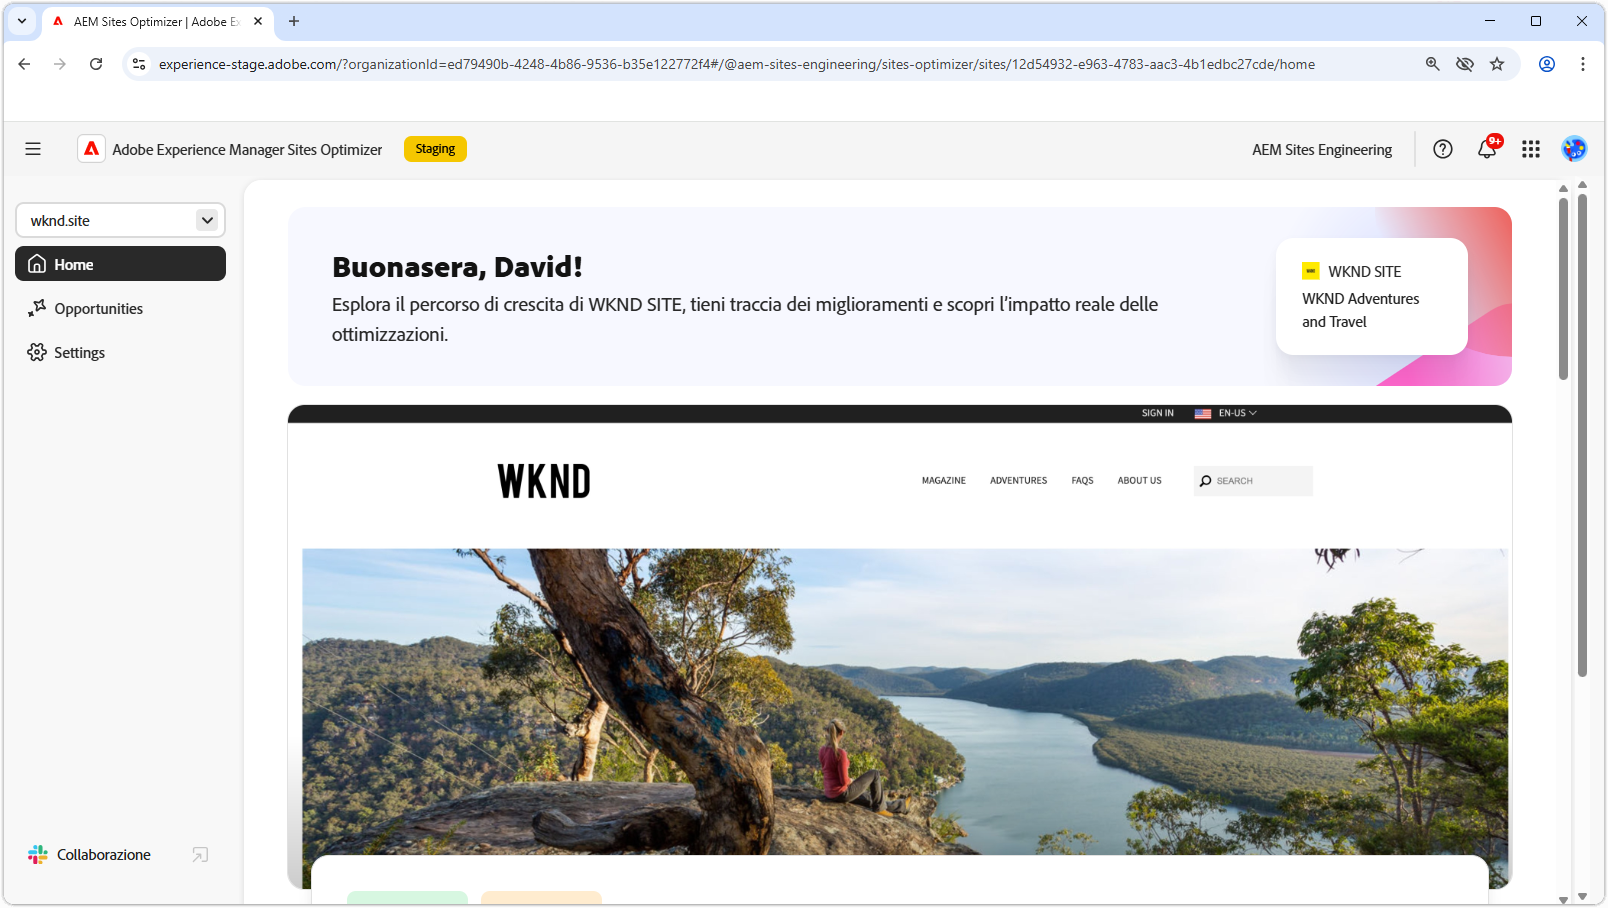 AEM Sites Optimizer | Adobe Ex
experience-stage.adobe.com/?organizationId=ed79490b-4248-4b86-9536-b35e122772f4#/@aem-sites-engineering/sites-optimizer/sites/12d54932-e963-4783-aac3-4b1edbc27cde/home
Adobe Experience Manager Sites Optimizer
Staging
AEM Sites Engineering
9+
wknd.site
Home
Opportunities
Settings
Collaborazione
Buonasera, David!
Esplora il percorso di crescita di WKND SITE, tieni traccia dei miglioramenti e scopri l’impatto reale delle
ottimizzazioni.
WKND SITE
WKND Adventures
and Travel
SIGN IN
EN-US
WKND
MAGAZINE
ADVENTURES
FAQS
ABOUT US
SEARCH